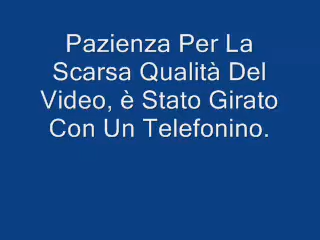 Pazienza Per La
Scarsa Qualità Del
Video, è Stato Girato
Con Un Telefonino.